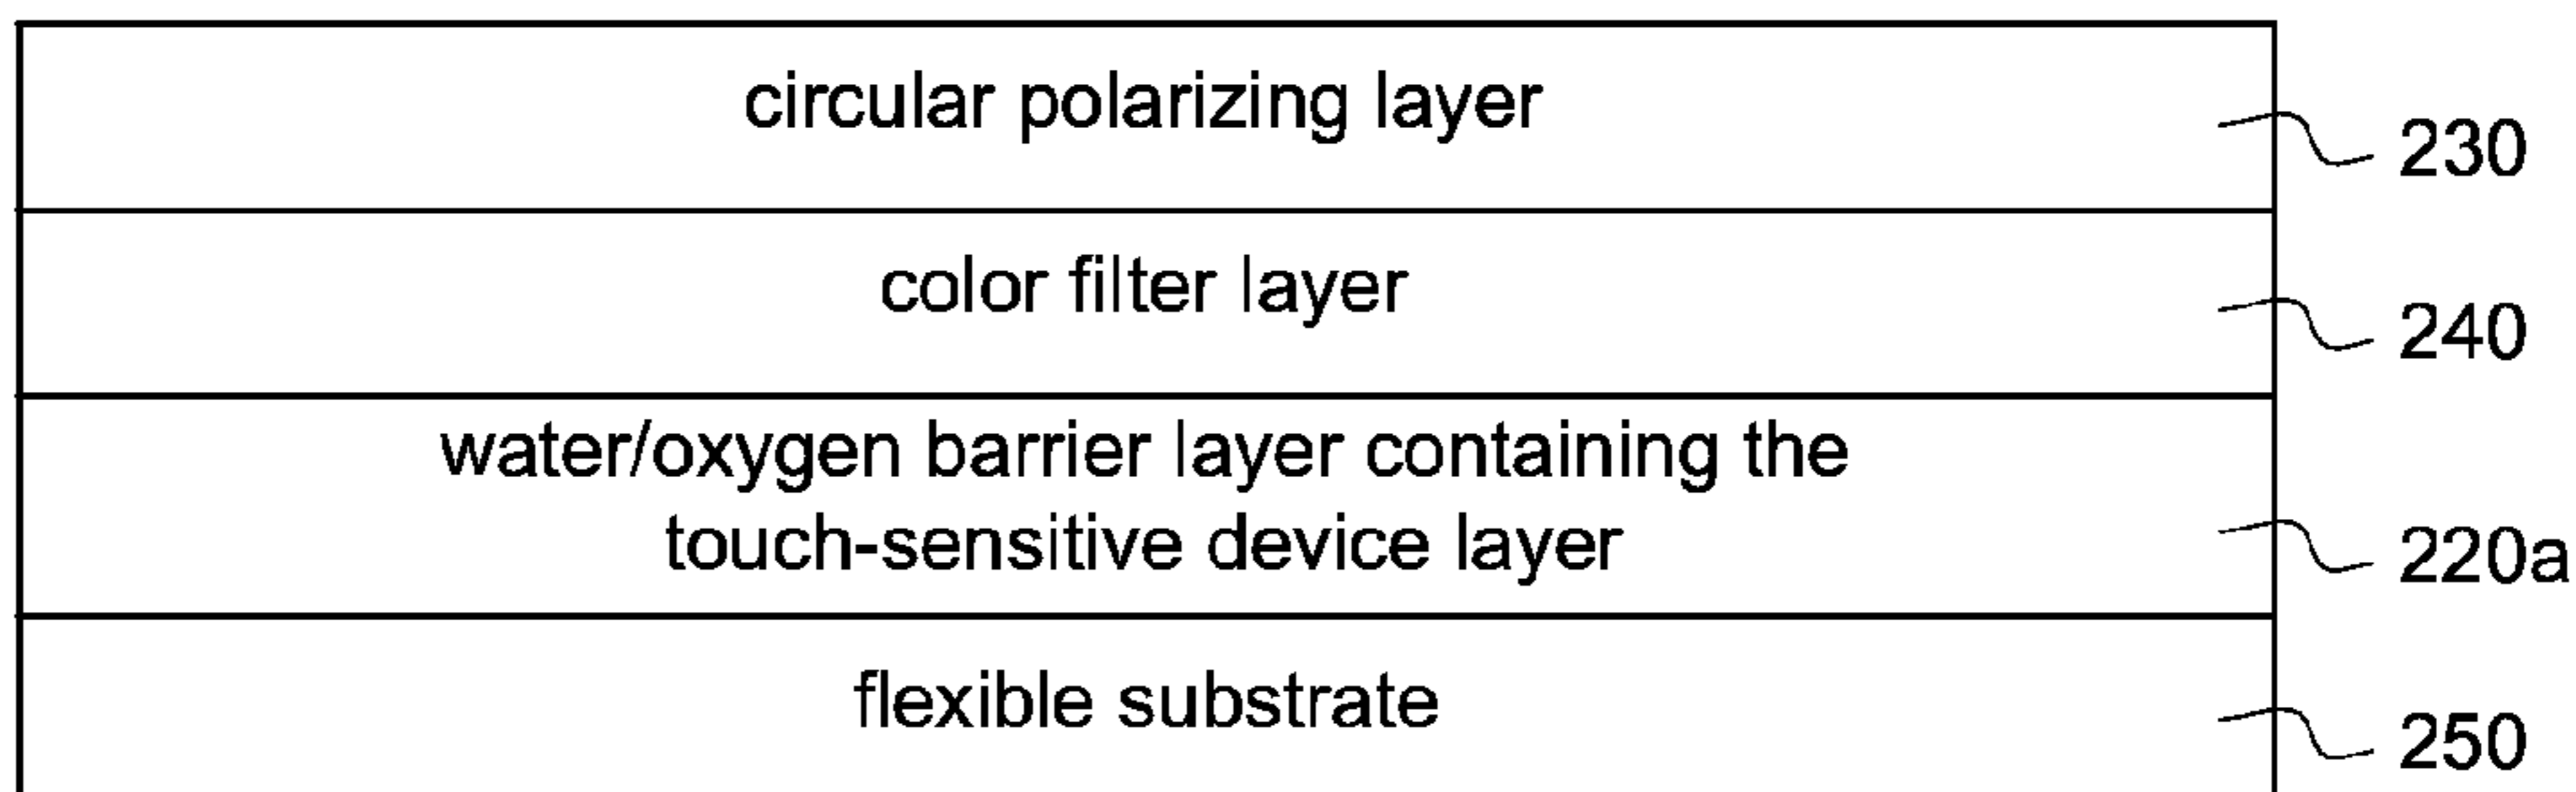 circular polarizing layer
230
color filter layer
240
water/oxygen barrier layer containing the
touch-sensitive device layer
220a
flexible substrate
250